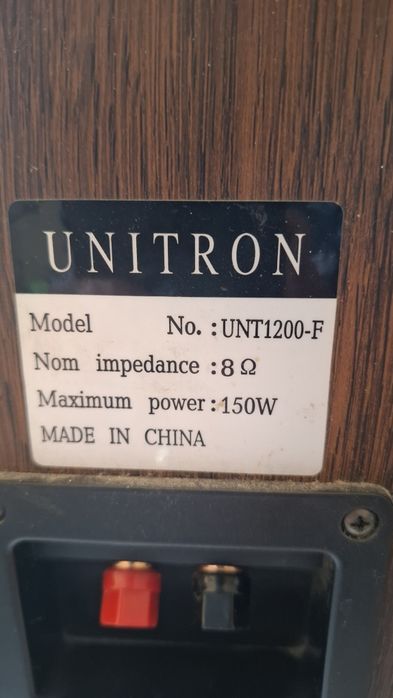 UNITRON
Model No. : UNT1200-F
Nom impedance : 8 Ω
Maximum power : 150W
MADE IN CHINA